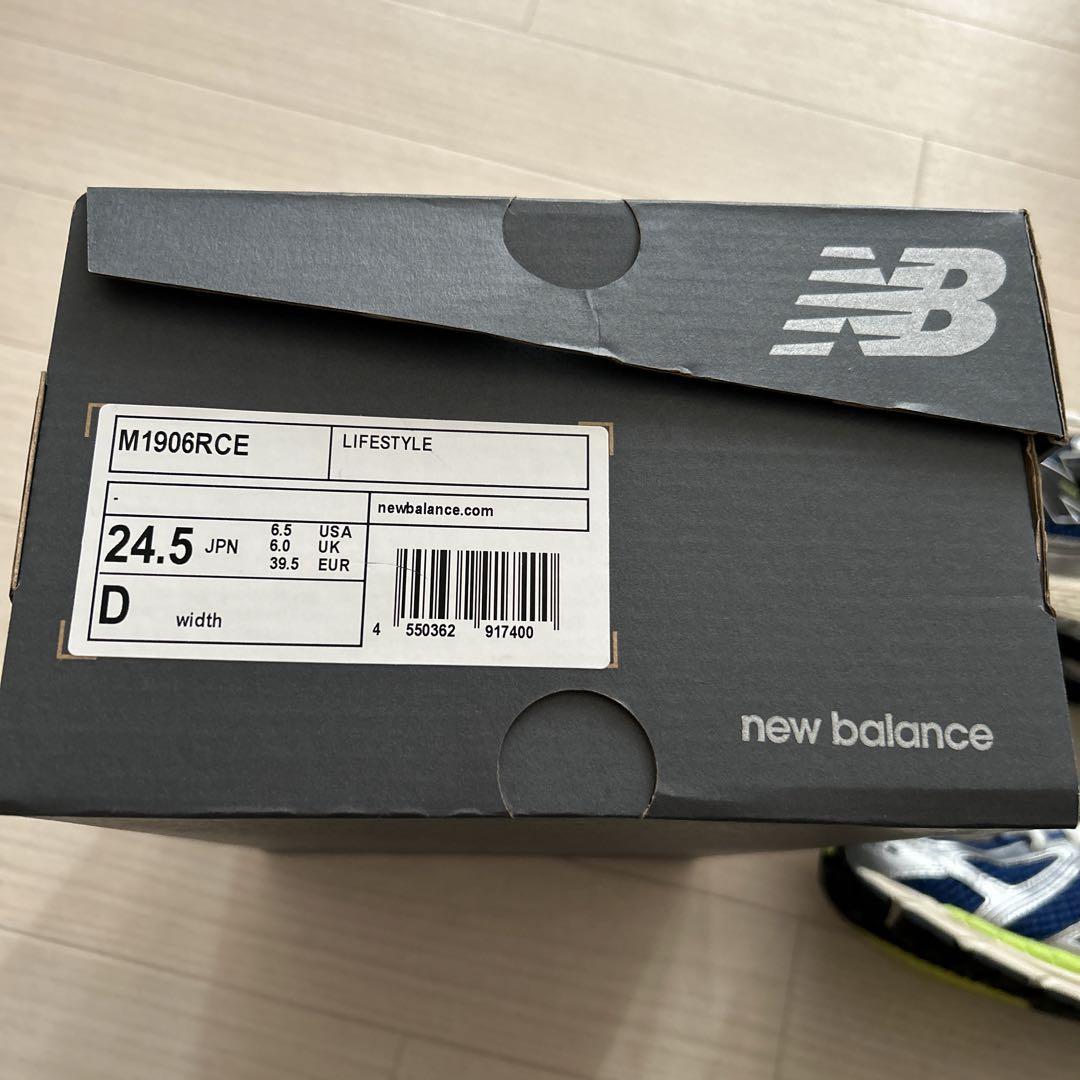 NB
M1906RCE
LIFESTYLE
-
newbalance.com
24.5 JPN
6.5 USA
6.0 UK
39.5 EUR
D width
4 550362 917400
new balance